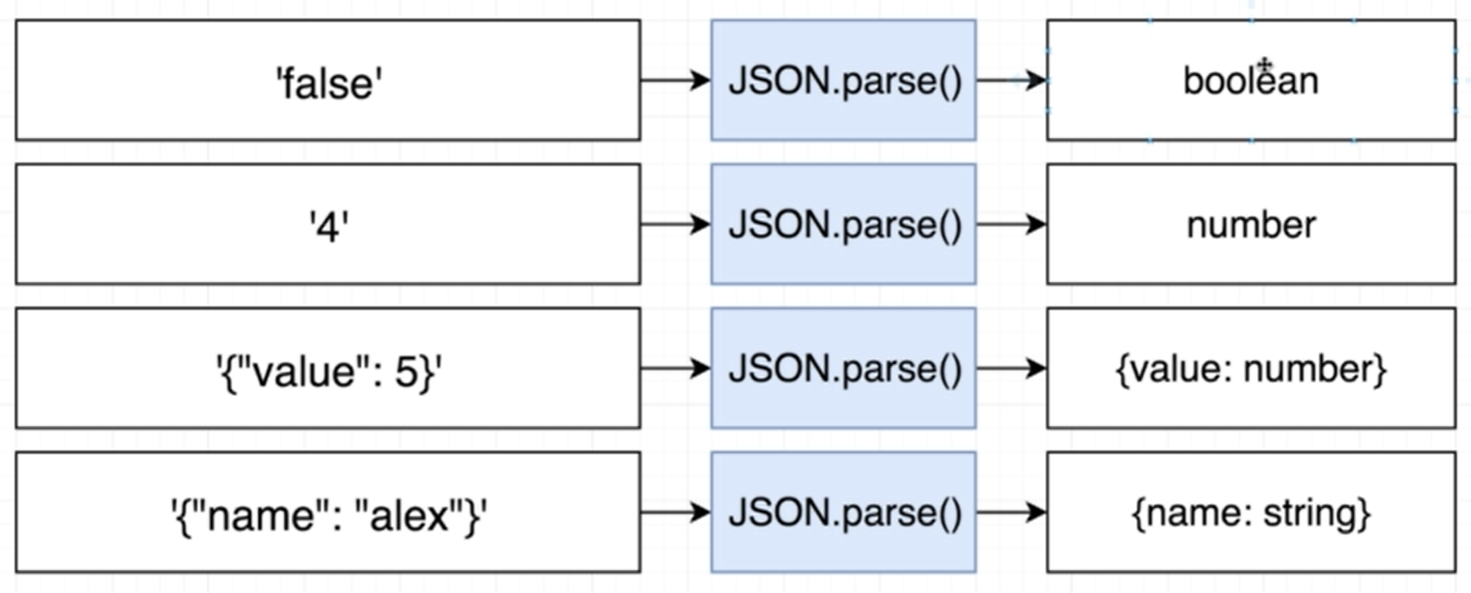 'false' JSON.parse() boolean
'4' JSON.parse() number
'{"value": 5}' JSON.parse() {value: number}
'{"name": "alex"}' JSON.parse() {name: string}